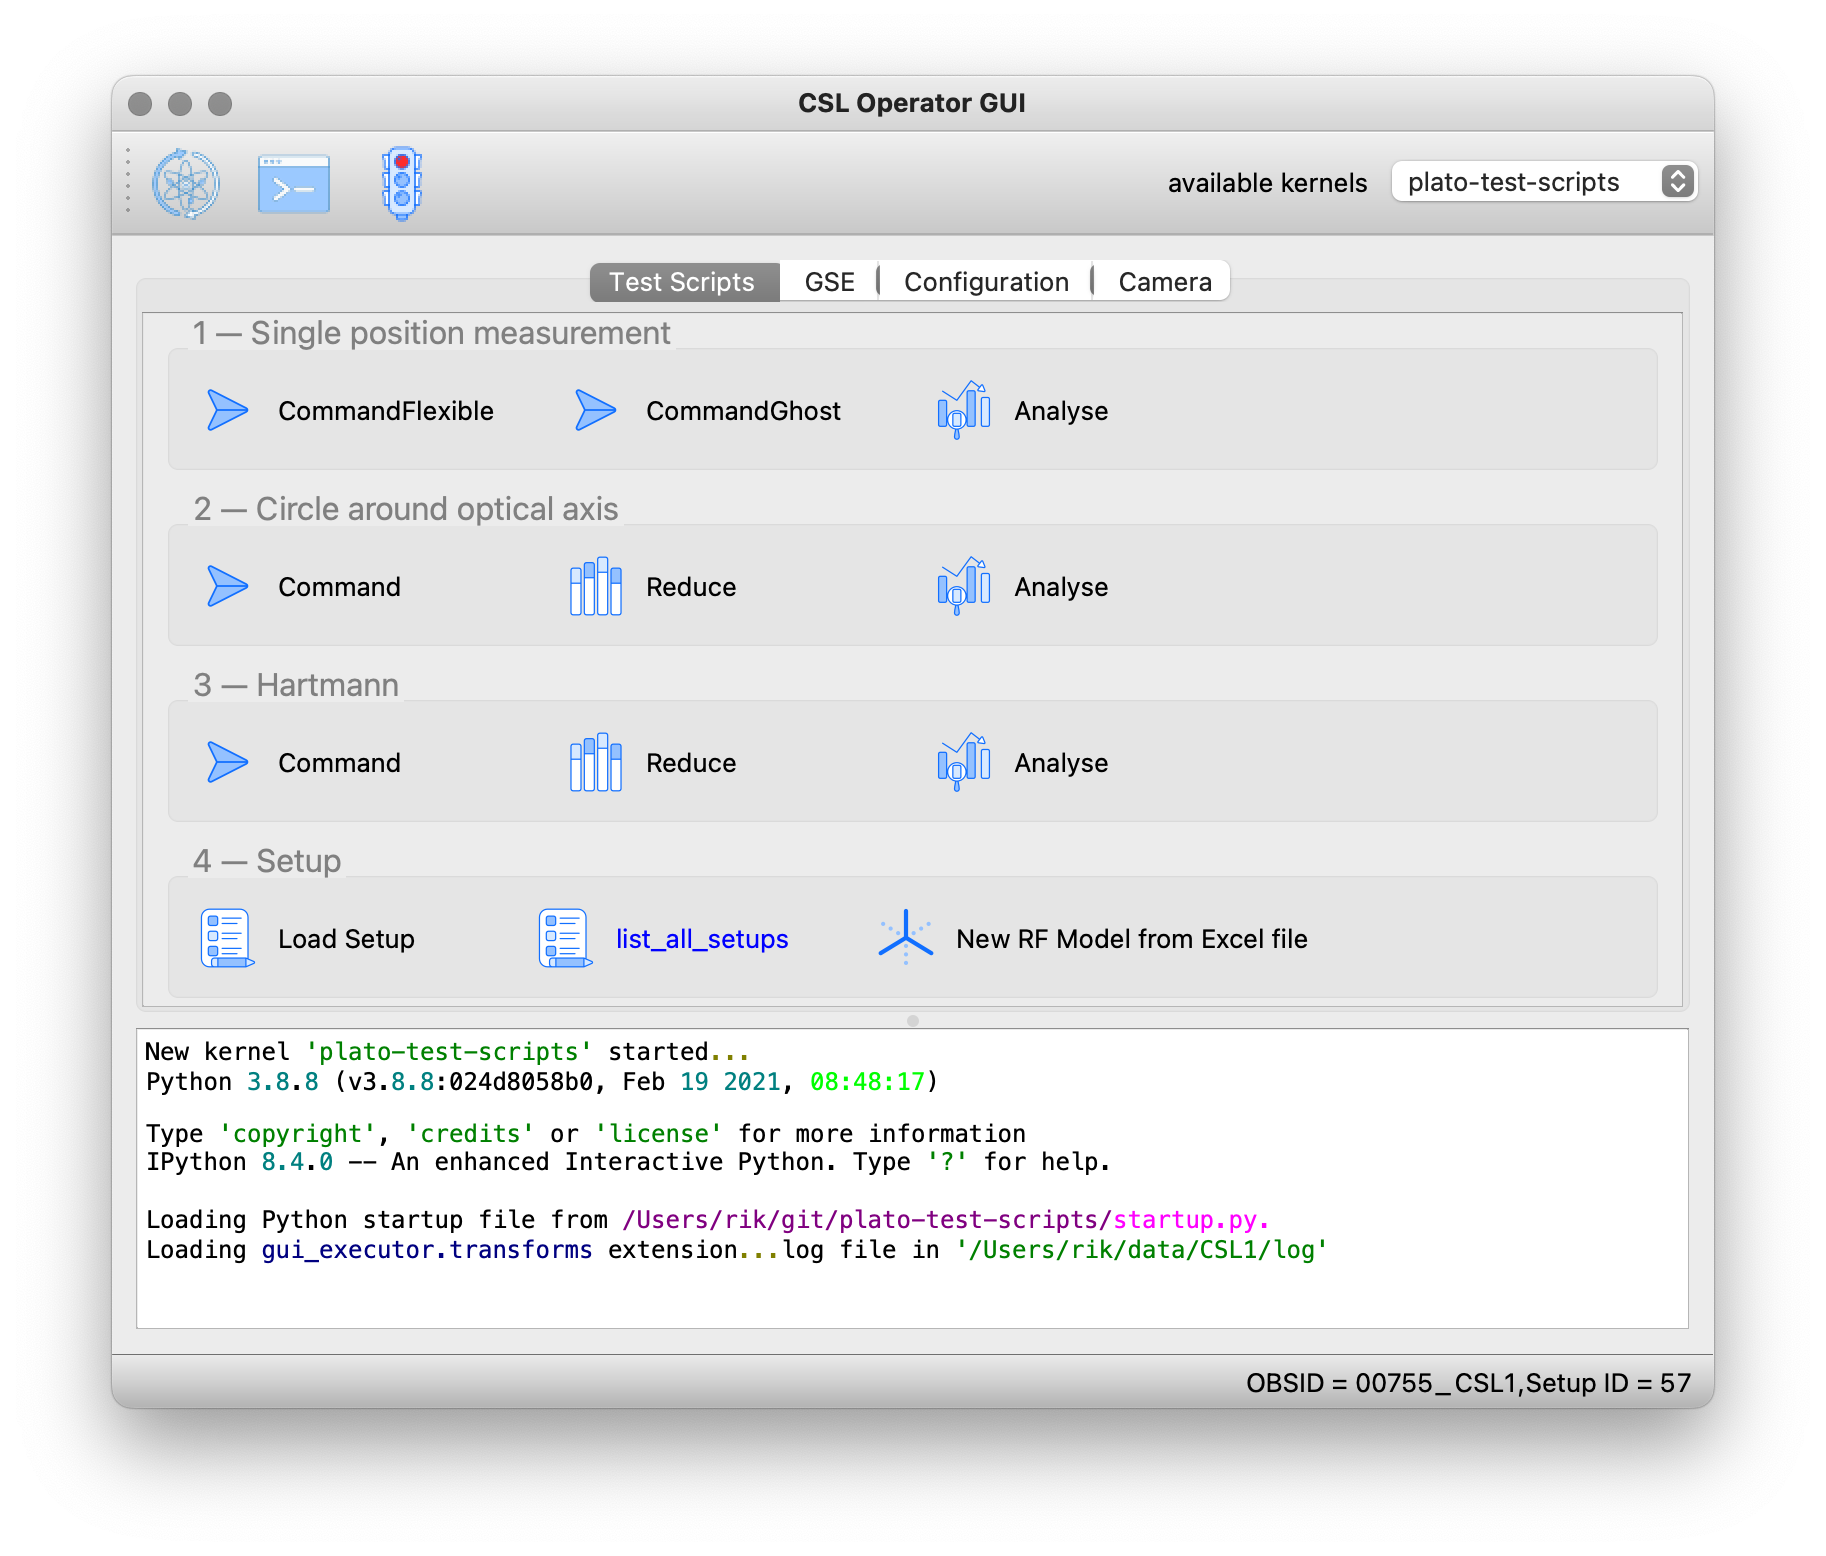 CSL Operator GUI
available kernels plato-test-scripts
Test Scripts GSE Configuration Camera
1 — Single position measurement
CommandFlexible CommandGhost Analyse
2 — Circle around optical axis
Command Reduce Analyse
3 — Hartmann
Command Reduce Analyse
4 — Setup
Load Setup list_all_setups New RF Model from Excel file
New kernel 'plato-test-scripts' started...
Python 3.8.8 (v3.8.8:024d8058b0, Feb 19 2021, 08:48:17)
Type 'copyright', 'credits' or 'license' for more information
IPython 8.4.0 -- An enhanced Interactive Python. Type '?' for help.
Loading Python startup file from /Users/rik/git/plato-test-scripts/startup.py.
Loading gui_executor.transforms extension...log file in '/Users/rik/data/CSL1/log'
OBSID = 00755_CSL1,Setup ID = 57